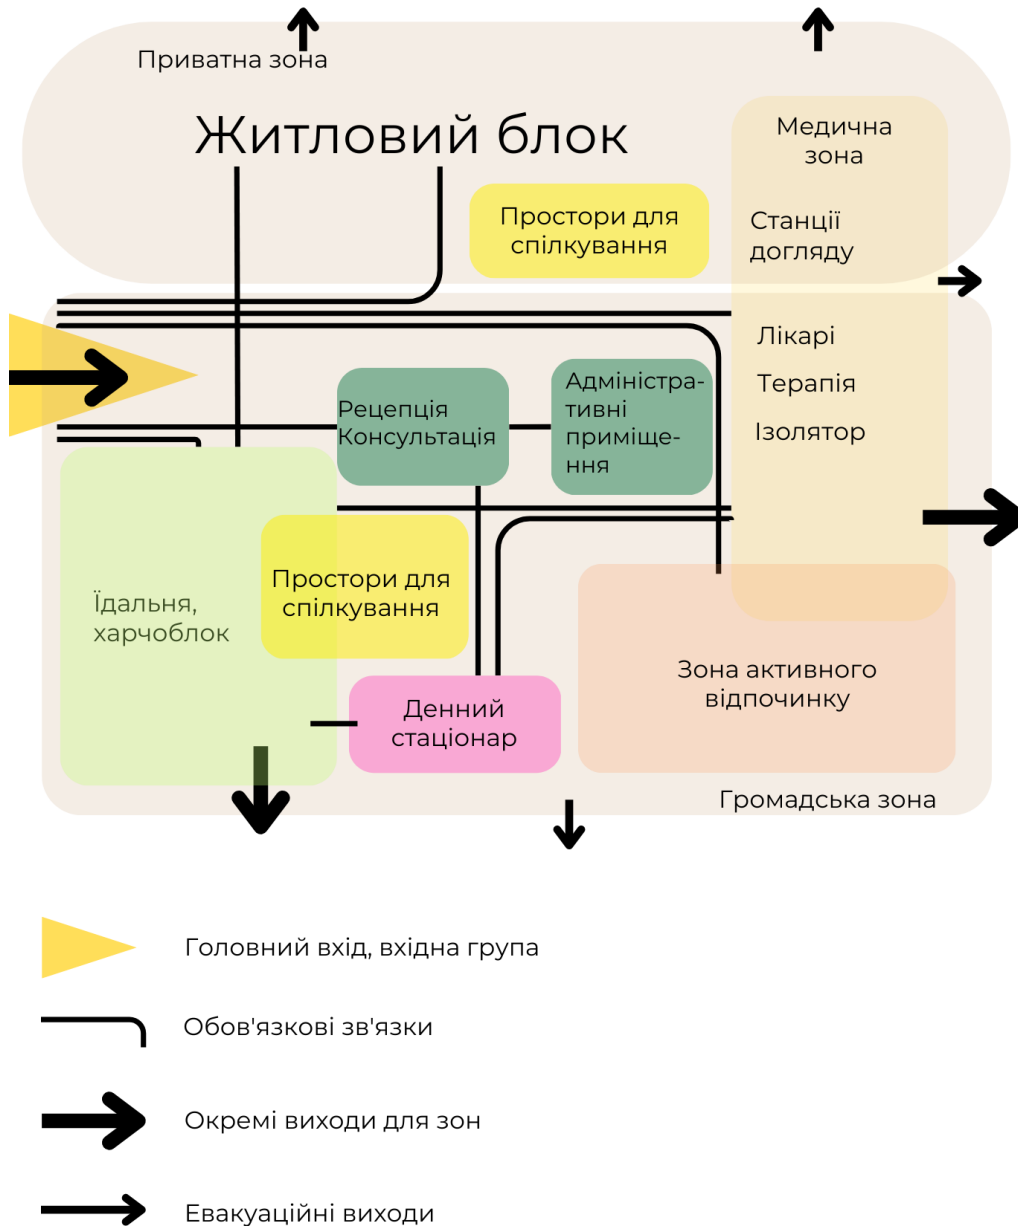 Приватна зона
Житловий блок
Медична
зона
Простори для
спілкування
Станції
догляду
Лікарі
Терапія
Ізолятор
Рецепція
Консультація
Адміністра-
тивні
приміще-
ння
Простори для
спілкування
Їдальня,
харчоблок
Зона активного
відпочинку
Денний
стаціонар
Громадська зона
Головний вхід, вхідна група
Обов'язкові зв'язки
Окремі виходи для зон
Евакуаційні виходи